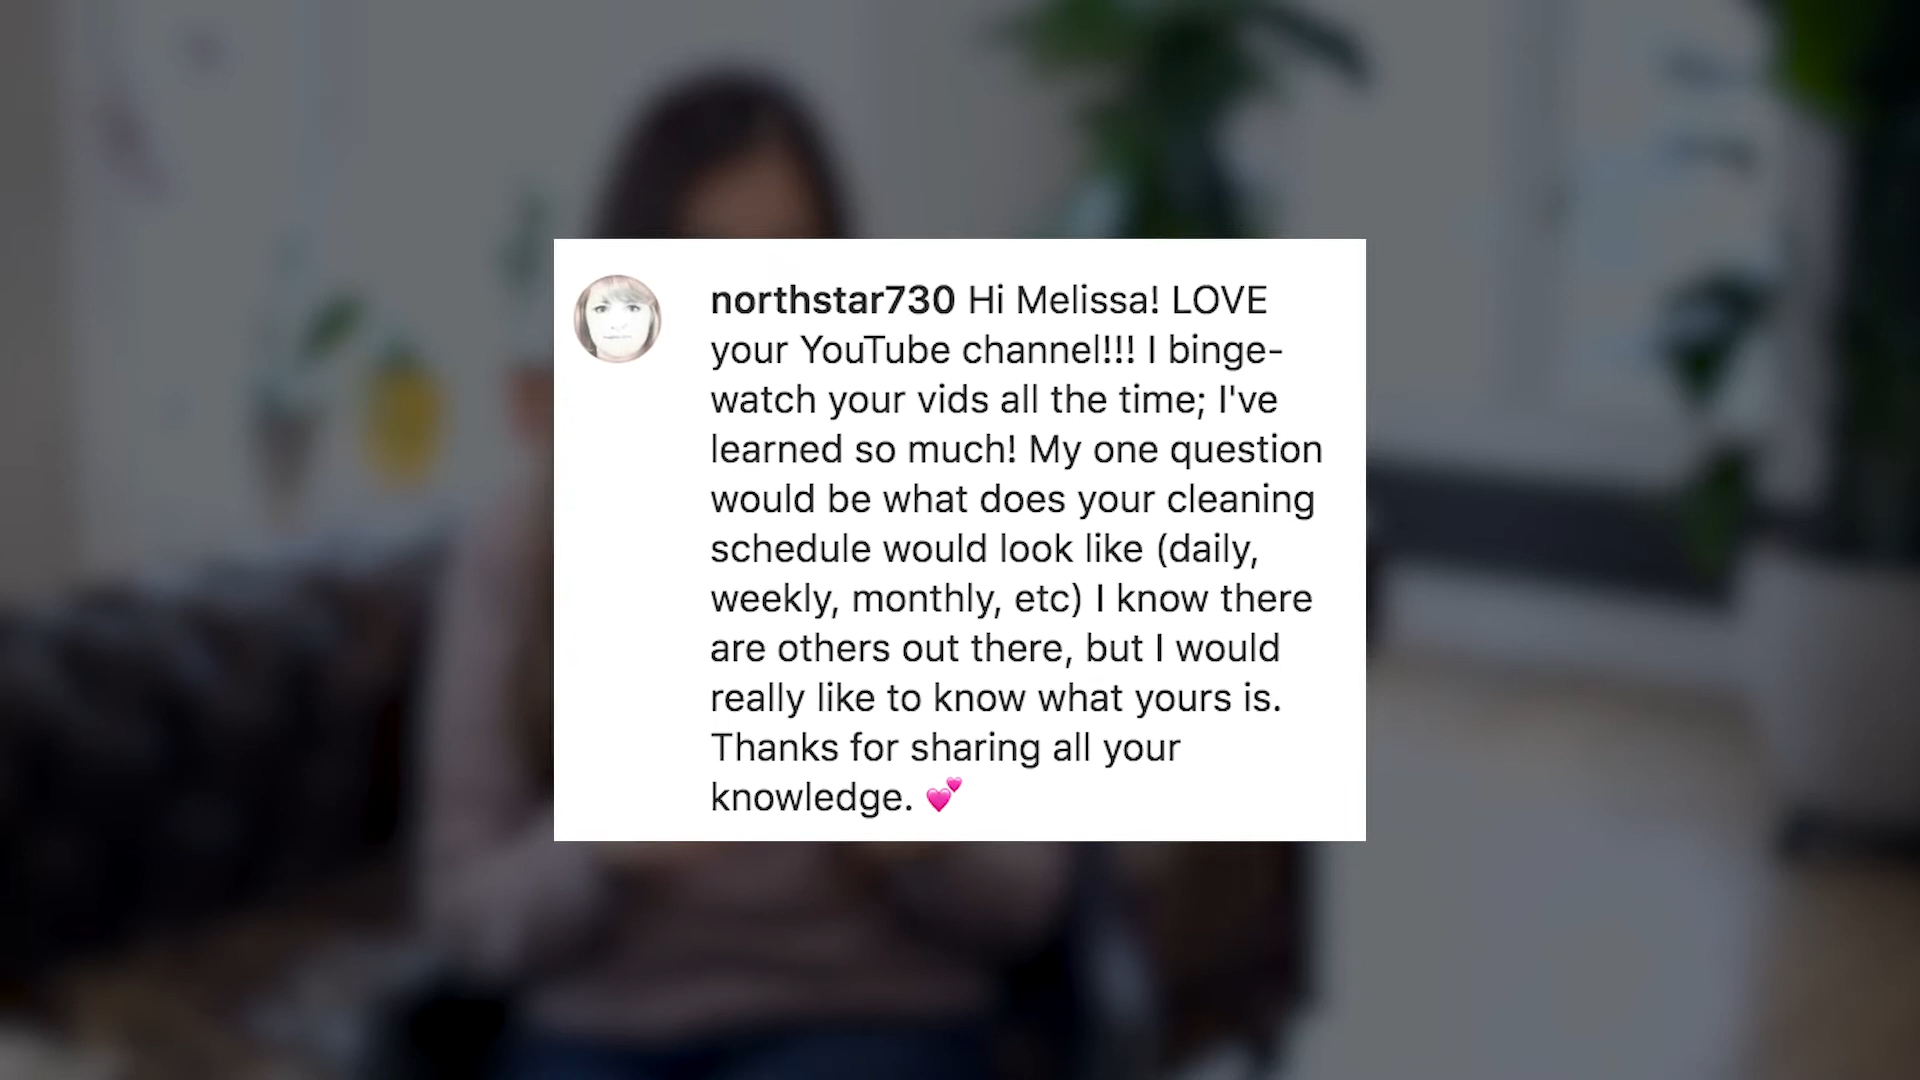 northstar730 Hi Melissa! LOVE
your YouTube channel!!! I binge-
watch your vids all the time; I've
learned so much! My one question
would be what does your cleaning
schedule would look like (daily,
weekly, monthly, etc) I know there
are others out there, but I would
really like to know what yours is.
Thanks for sharing all your
knowledge. 💕